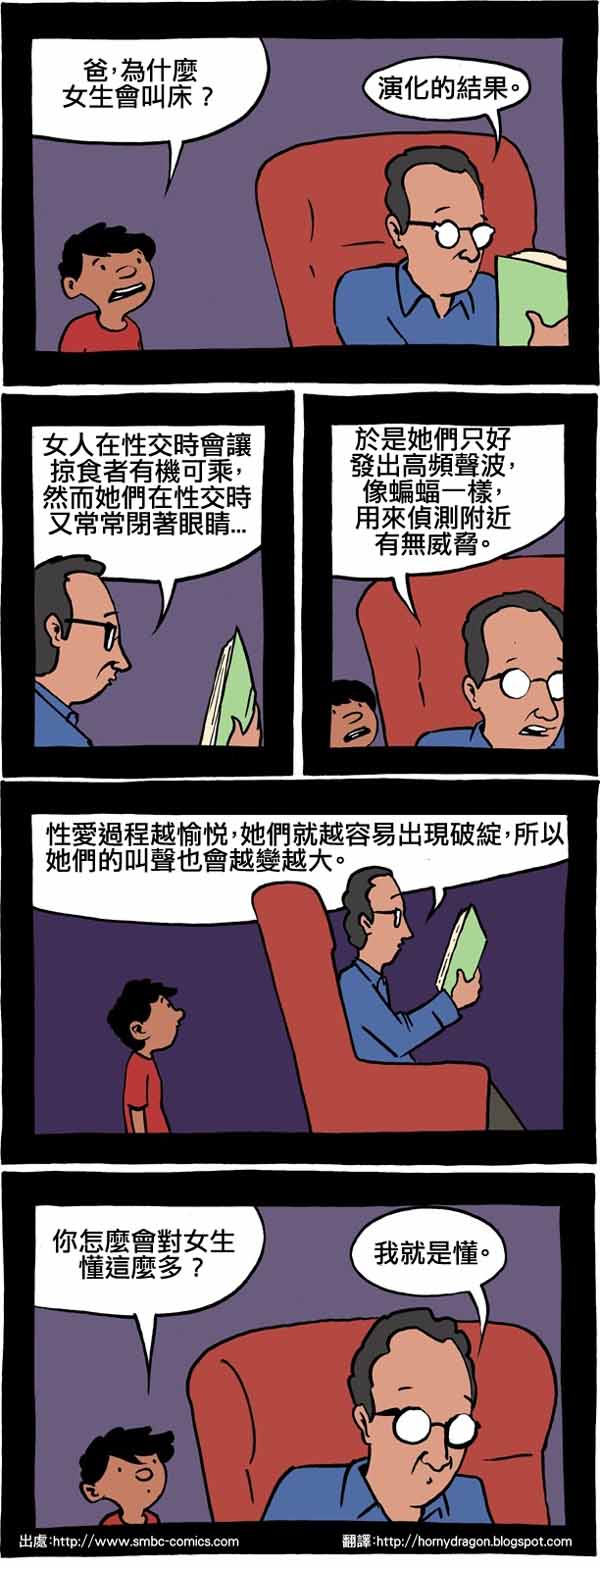 爸，為什麼
女生會叫床？
演化的結果。
女人在性交時會讓
掠食者有機可乘，
然而她們在性交時
又常常閉著眼睛...
於是她們只好
發出高頻聲波，
像蝙蝠一樣，
用來偵測附近
有無威脅。
性愛過程越愉悅，她們就越容易出現破綻，所以
她們的叫聲也會越變越大。
你怎麼會對女生
懂這麼多？
我就是懂。
出處：http://www.smbc-comics.com
翻譯：http://hornydragon.blogspot.com